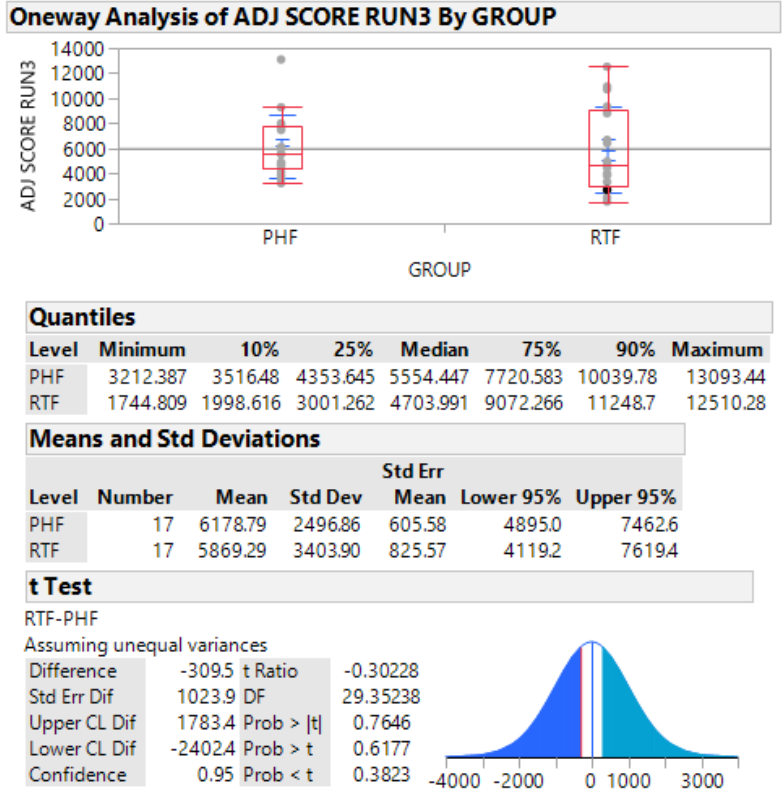 Oneway Analysis of ADJ SCORE RUN3 By GROUP
14000
12000
10000
8000
6000
4000
2000
0
ADJ SCORE RUN3
PHF RTF
GROUP
Quantiles
Level Minimum 10% 25% Median 75% 90% Maximum
PHF 3212.387 3516.48 4353.645 5554.447 7720.583 10039.78 13093.44
RTF 1744.809 1998.616 3001.262 4703.991 9072.266 11248.7 12510.28
Means and Std Deviations
Std Err
Level Number Mean Std Dev Mean Lower 95% Upper 95%
PHF 17 6178.79 2496.86 605.58 4895.0 7462.6
RTF 17 5869.29 3403.90 825.57 4119.2 7619.4
t Test
RTF-PHF
Assuming unequal variances
Difference -309.5 t Ratio -0.30228
Std Err Dif 1023.9 DF 29.35238
Upper CL Dif 1783.4 Prob > |t| 0.7646
Lower CL Dif -2402.4 Prob > t 0.6177
Confidence 0.95 Prob < t 0.3823
-4000 -2000 0 1000 3000